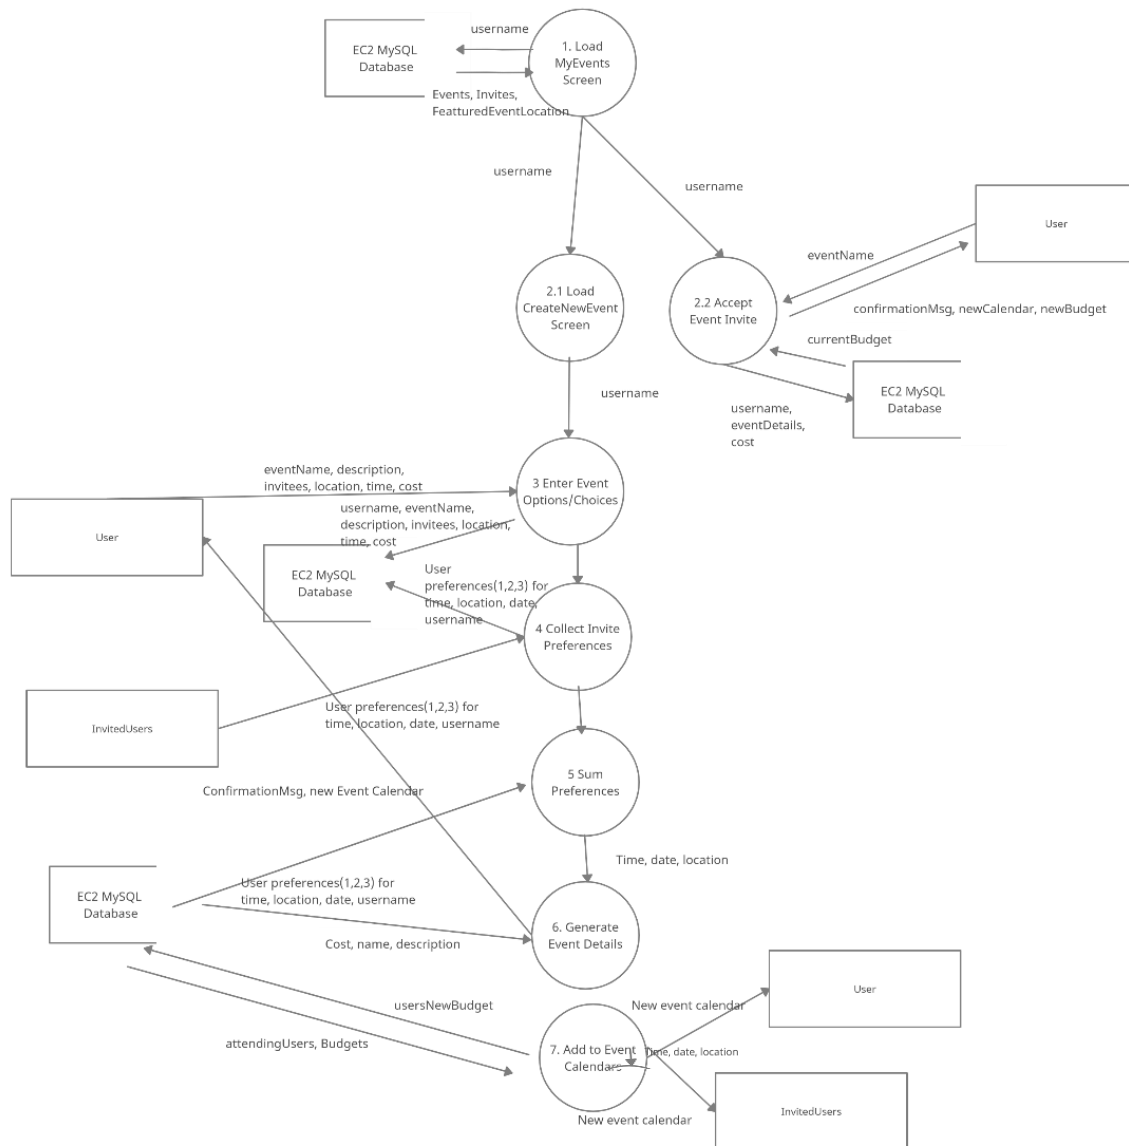 username
EC2 MySQL
Database
1. Load
MyEvents
Screen
Events, Invites,
FeatturedEventLocation
username
username
User
eventName
2.1 Load
CreateNewEvent
Screen
2.2 Accept
Event Invite
confirmationMsg, newCalendar, newBudget
currentBudget
username
EC2 MySQL
Database
username,
eventDetails,
cost
eventName, description,
invitees, location, time, cost
3 Enter Event
Options/Choices
username, eventName,
description, invitees, location,
time, cost
User
EC2 MySQL
Database
User
preferences(1,2,3) for
time, location, date,
username
4 Collect Invite
Preferences
InvitedUsers
User preferences(1,2,3) for
time, location, date, username
5 Sum
Preferences
ConfirmationMsg, new Event Calendar
Time, date, location
EC2 MySQL
Database
User preferences(1,2,3) for
time, location, date, username
6. Generate
Event Details
Cost, name, description
User
usersNewBudget
New event calendar
attendingUsers, Budgets
7. Add to Event
Calendars
Time, date, location
InvitedUsers
New event calendar